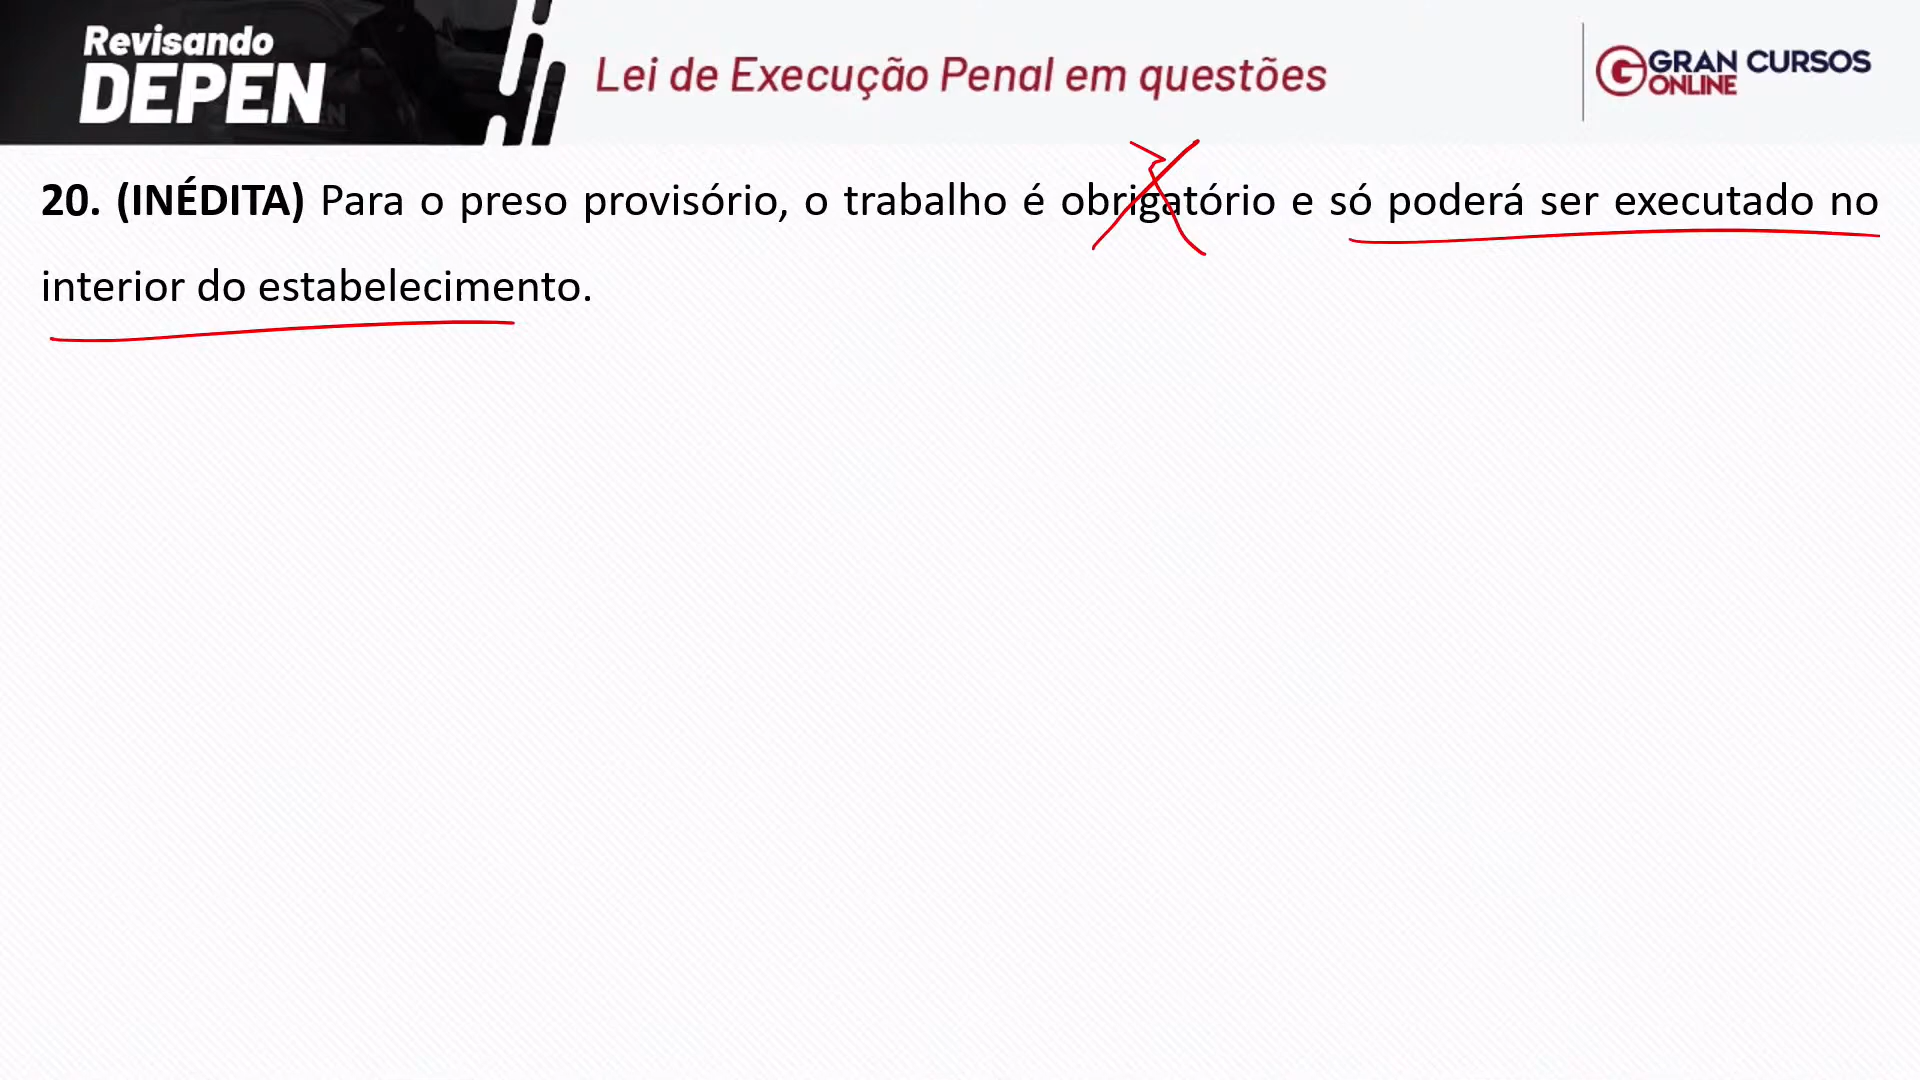 Revisando
DEPEN
Lei de Execução Penal em questões
GRAN CURSOS
ONLINE
20. (INÉDITA) Para o preso provisório, o trabalho é obrigatório e só poderá ser executado no
interior do estabelecimento.